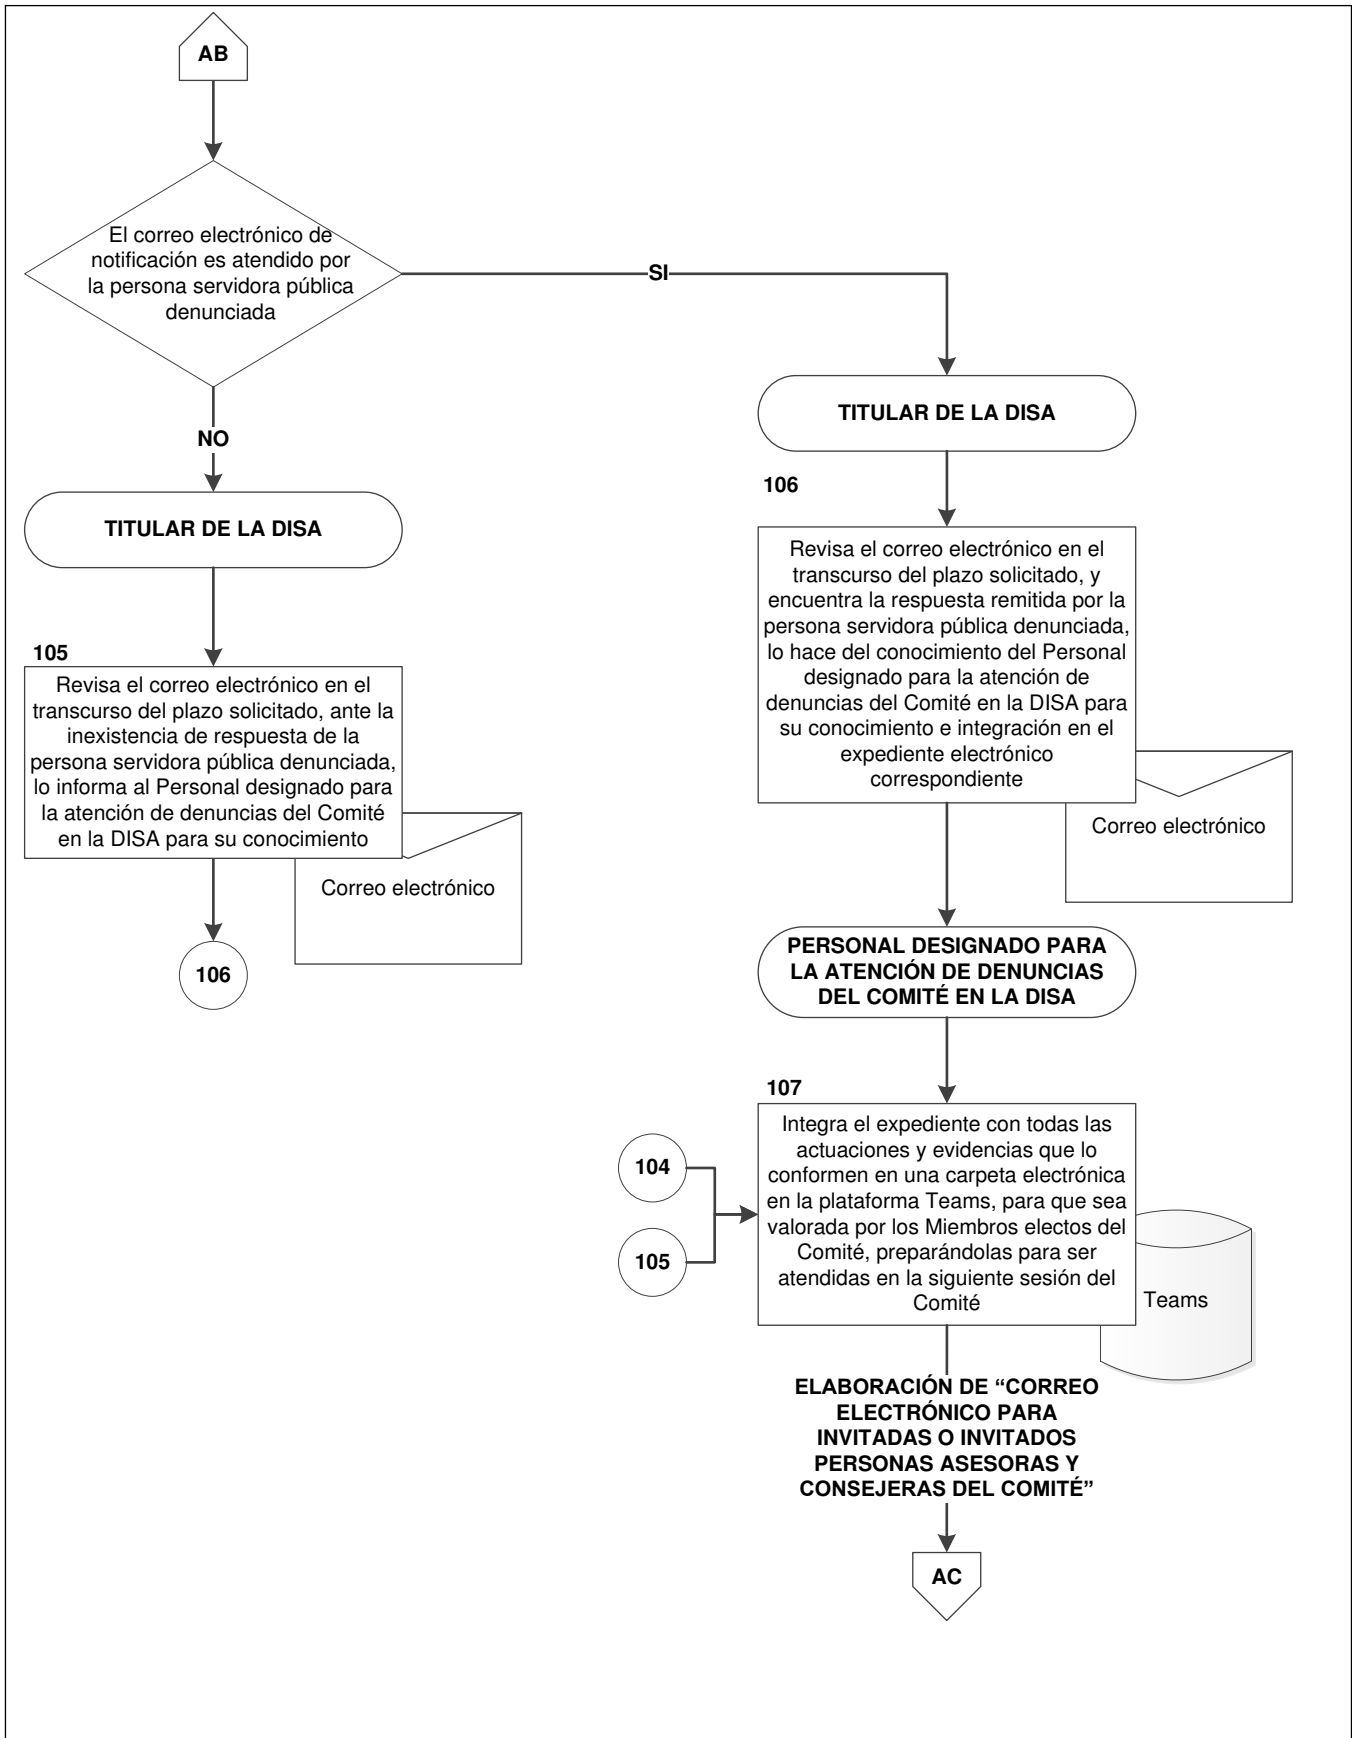 AB
El correo electrónico de
notificación es atendido por
la persona servidora pública
denunciada
SI
NO
TITULAR DE LA DISA
105
Revisa el correo electrónico en el
transcurso del plazo solicitado, ante la
inexistencia de respuesta de la
persona servidora pública denunciada,
lo informa al Personal designado para
la atención de denuncias del Comité
en la DISA para su conocimiento
Correo electrónico
106
TITULAR DE LA DISA
106
Revisa el correo electrónico en el
transcurso del plazo solicitado, y
encuentra la respuesta remitida por la
persona servidora pública denunciada,
lo hace del conocimiento del Personal
designado para la atención de
denuncias del Comité en la DISA para
su conocimiento e integración en el
expediente electrónico
correspondiente
Correo electrónico
PERSONAL DESIGNADO PARA
LA ATENCIÓN DE DENUNCIAS
DEL COMITÉ EN LA DISA
107
104
105
Integra el expediente con todas las
actuaciones y evidencias que lo
conformen en una carpeta electrónica
en la plataforma Teams, para que sea
valorada por los Miembros electos del
Comité, preparándolas para ser
atendidas en la siguiente sesión del
Comité
Teams
ELABORACIÓN DE “CORREO
ELECTRÓNICO PARA
INVITADAS O INVITADOS
PERSONAS ASESORAS Y
CONSEJERAS DEL COMITÉ”
AC